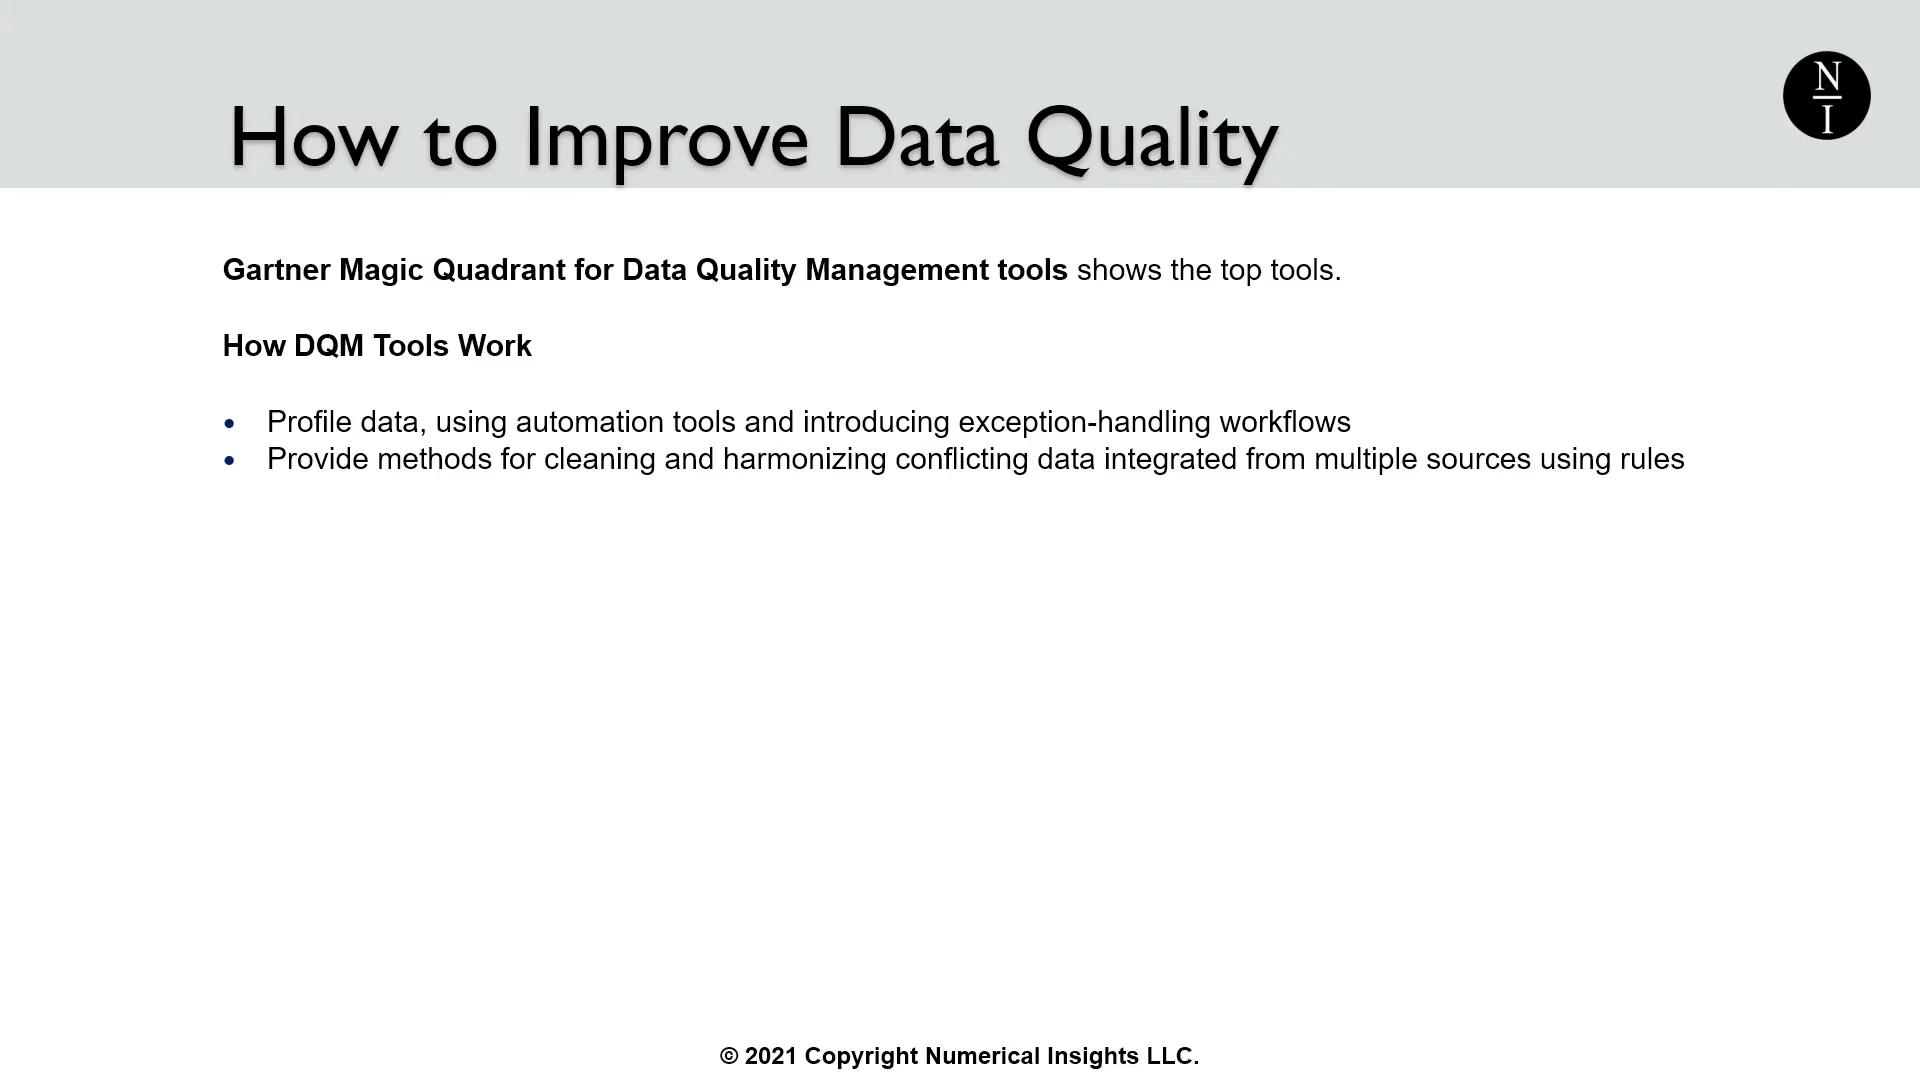 How to Improve Data Quality
N
I
Gartner Magic Quadrant for Data Quality Management tools shows the top tools.
How DQM Tools Work
• Profile data, using automation tools and introducing exception-handling workflows
• Provide methods for cleaning and harmonizing conflicting data integrated from multiple sources using rules
© 2021 Copyright Numerical Insights LLC.